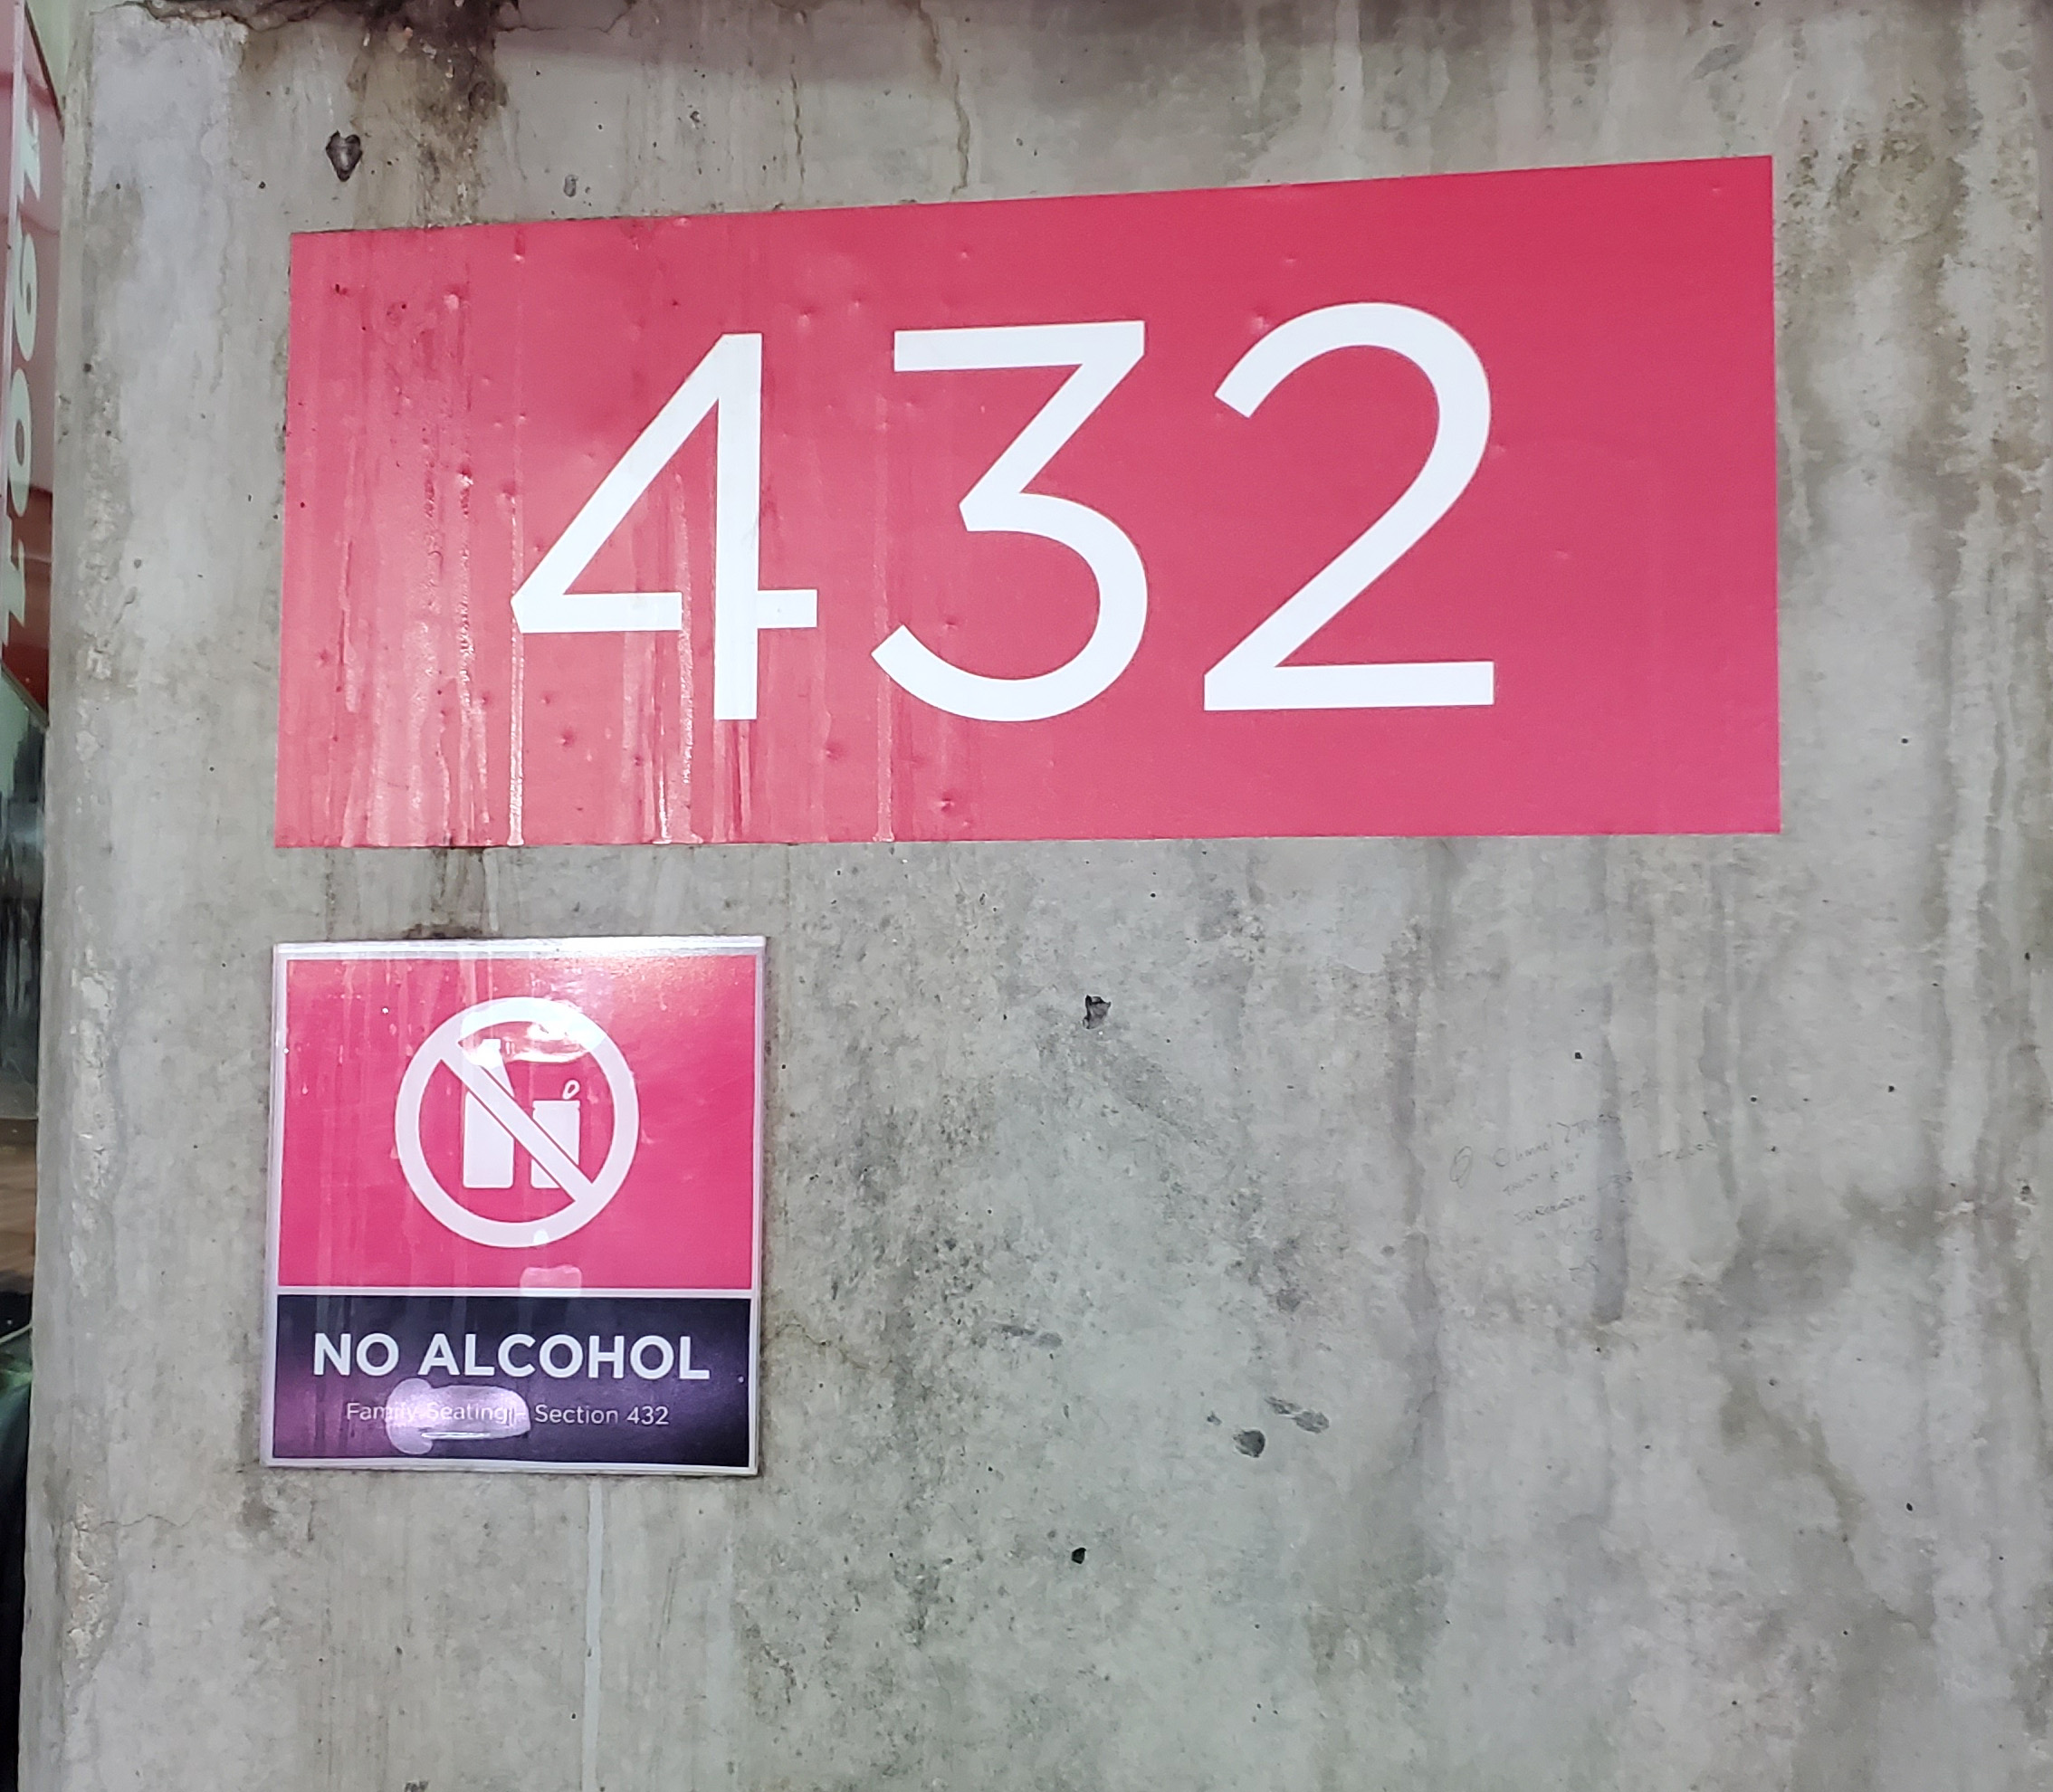 432
NO ALCOHOL
Family Seating - Section 432